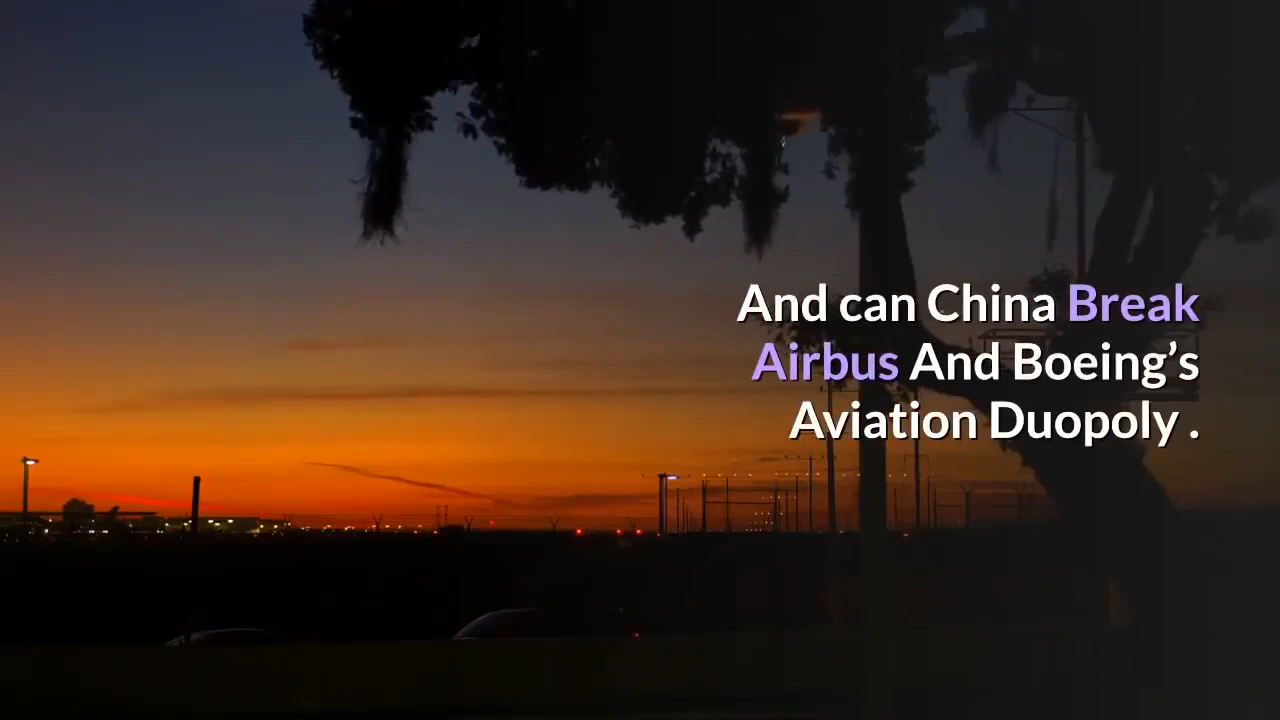 And can China Break
Airbus And Boeing’s
Aviation Duopoly .